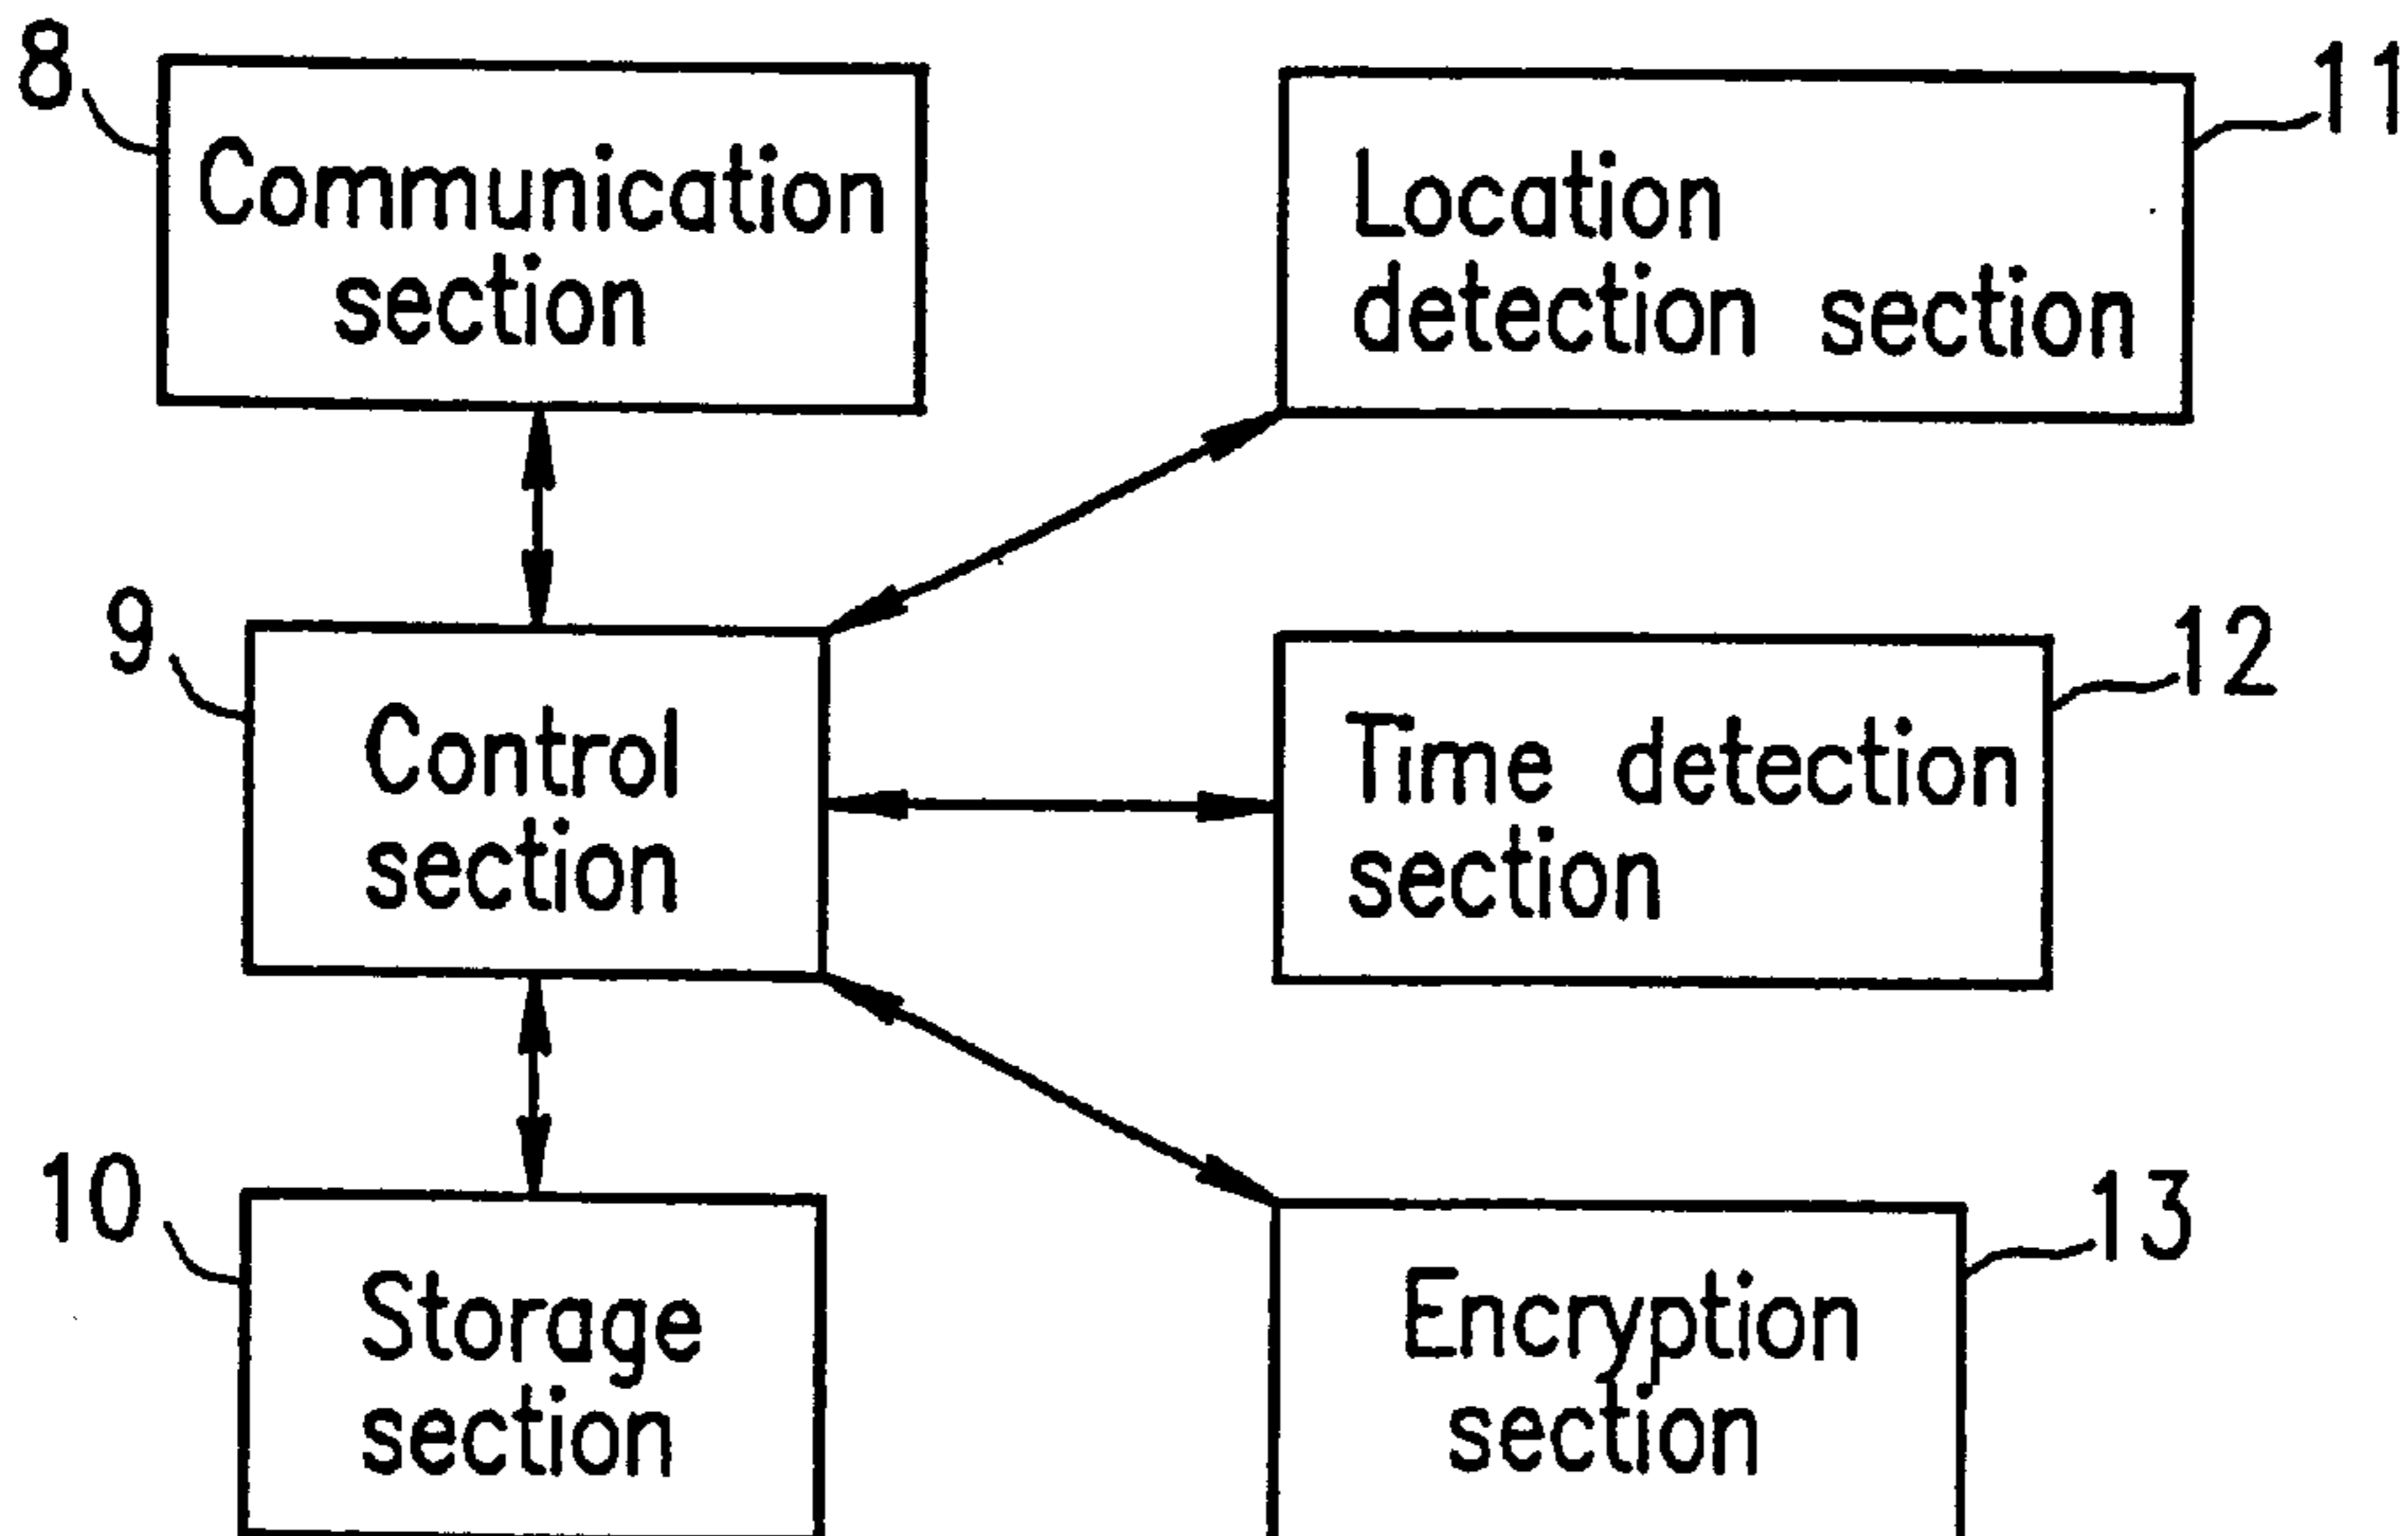 8
Communication
section
11
Location
detection section
9
Control
section
12
Time detection
section
10
Storage
section
13
Encryption
section